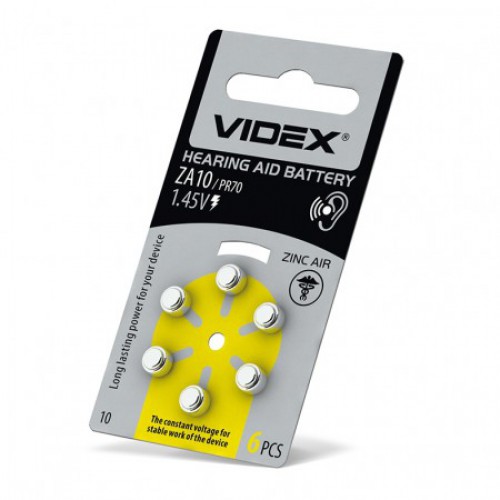 VIDEX®
HEARING AID BATTERY
ZA10/PR70
1.45V
ZINC AIR
Long lasting power for your device
The constant voltage for
stable work of the device
10
6 PCS